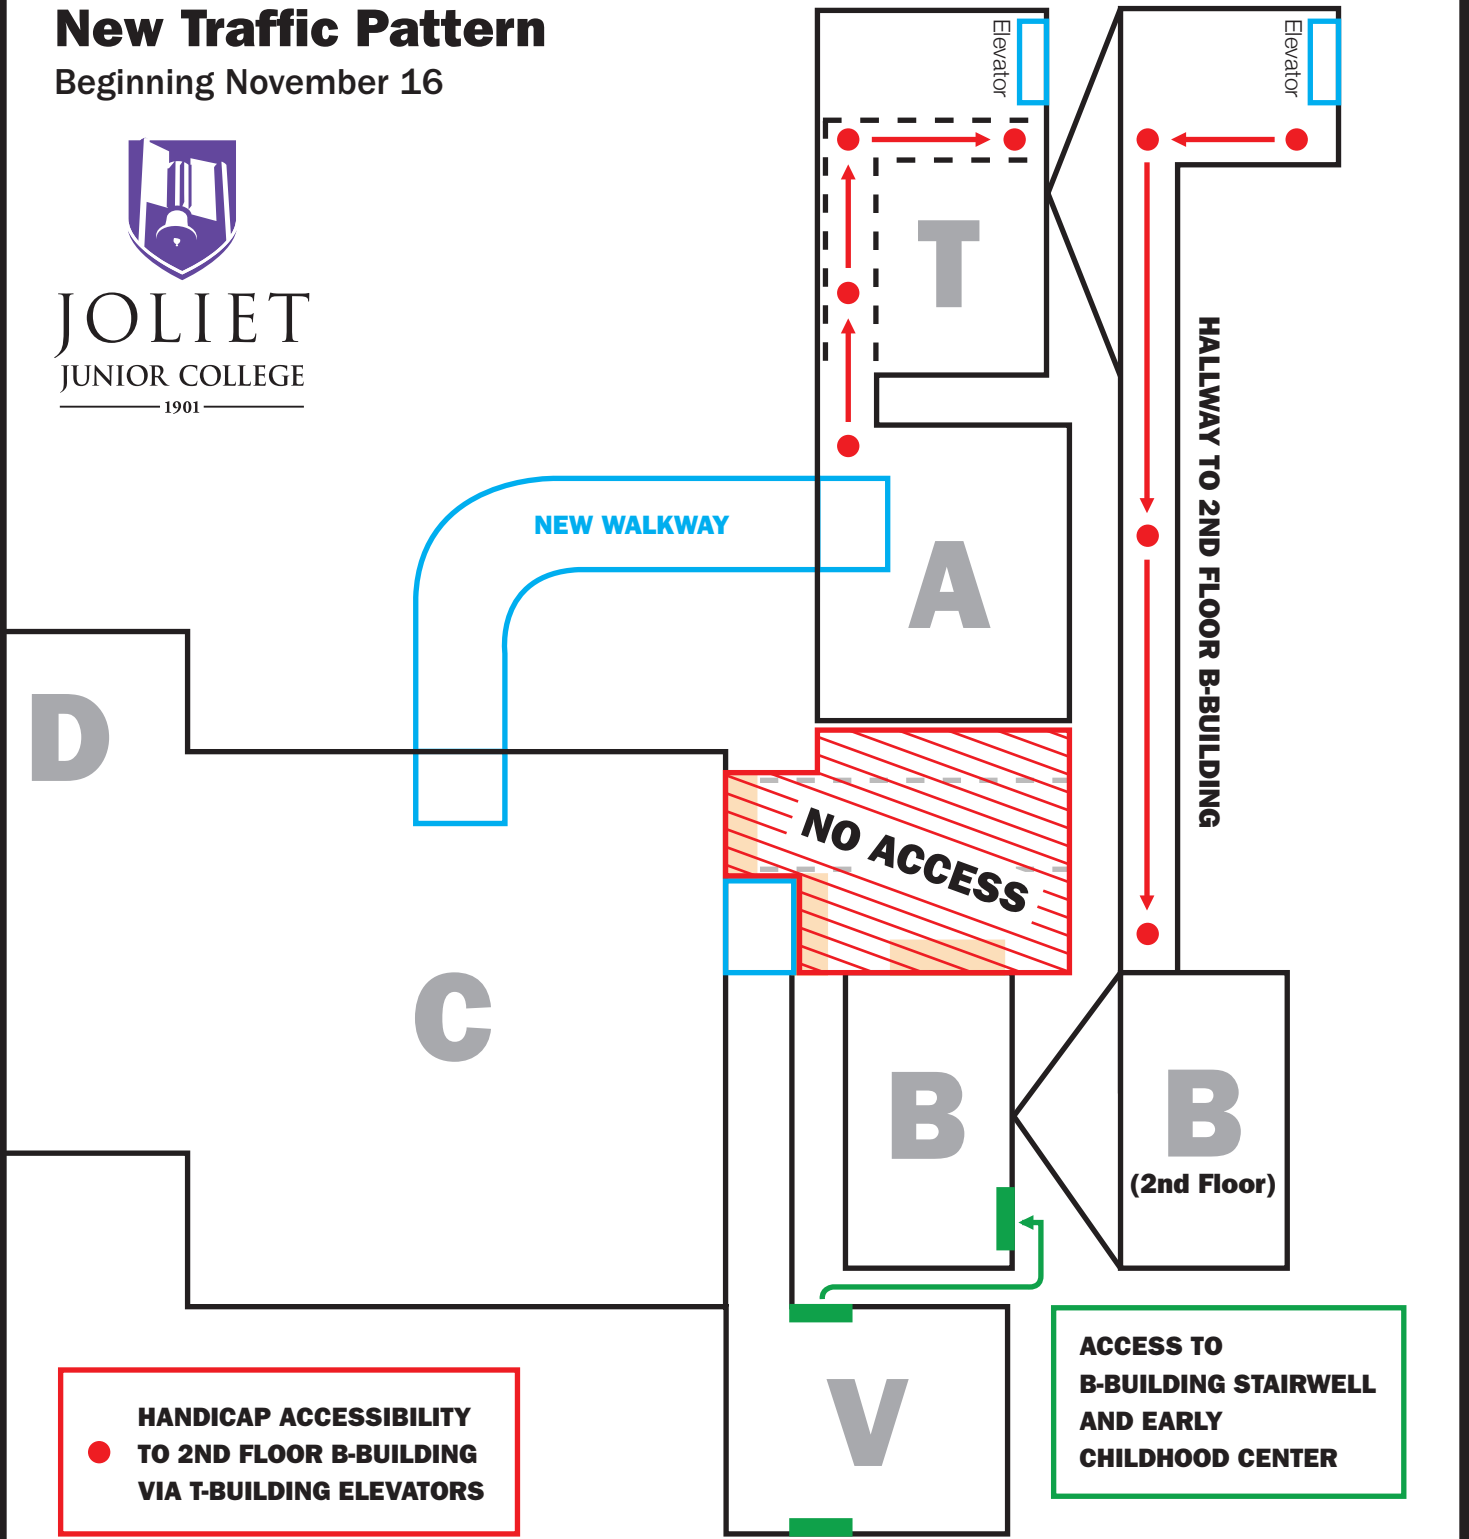 New Traffic Pattern
Beginning November 16
JOLIET
JUNIOR COLLEGE
1901
Elevator
Elevator
T
HALLWAY TO 2ND FLOOR B-BUILDING
NEW WALKWAY
A
D
NO ACCESS
C
B
B
(2nd Floor)
V
HANDICAP ACCESSIBILITY
TO 2ND FLOOR B-BUILDING
VIA T-BUILDING ELEVATORS
ACCESS TO
B-BUILDING STAIRWELL
AND EARLY
CHILDHOOD CENTER